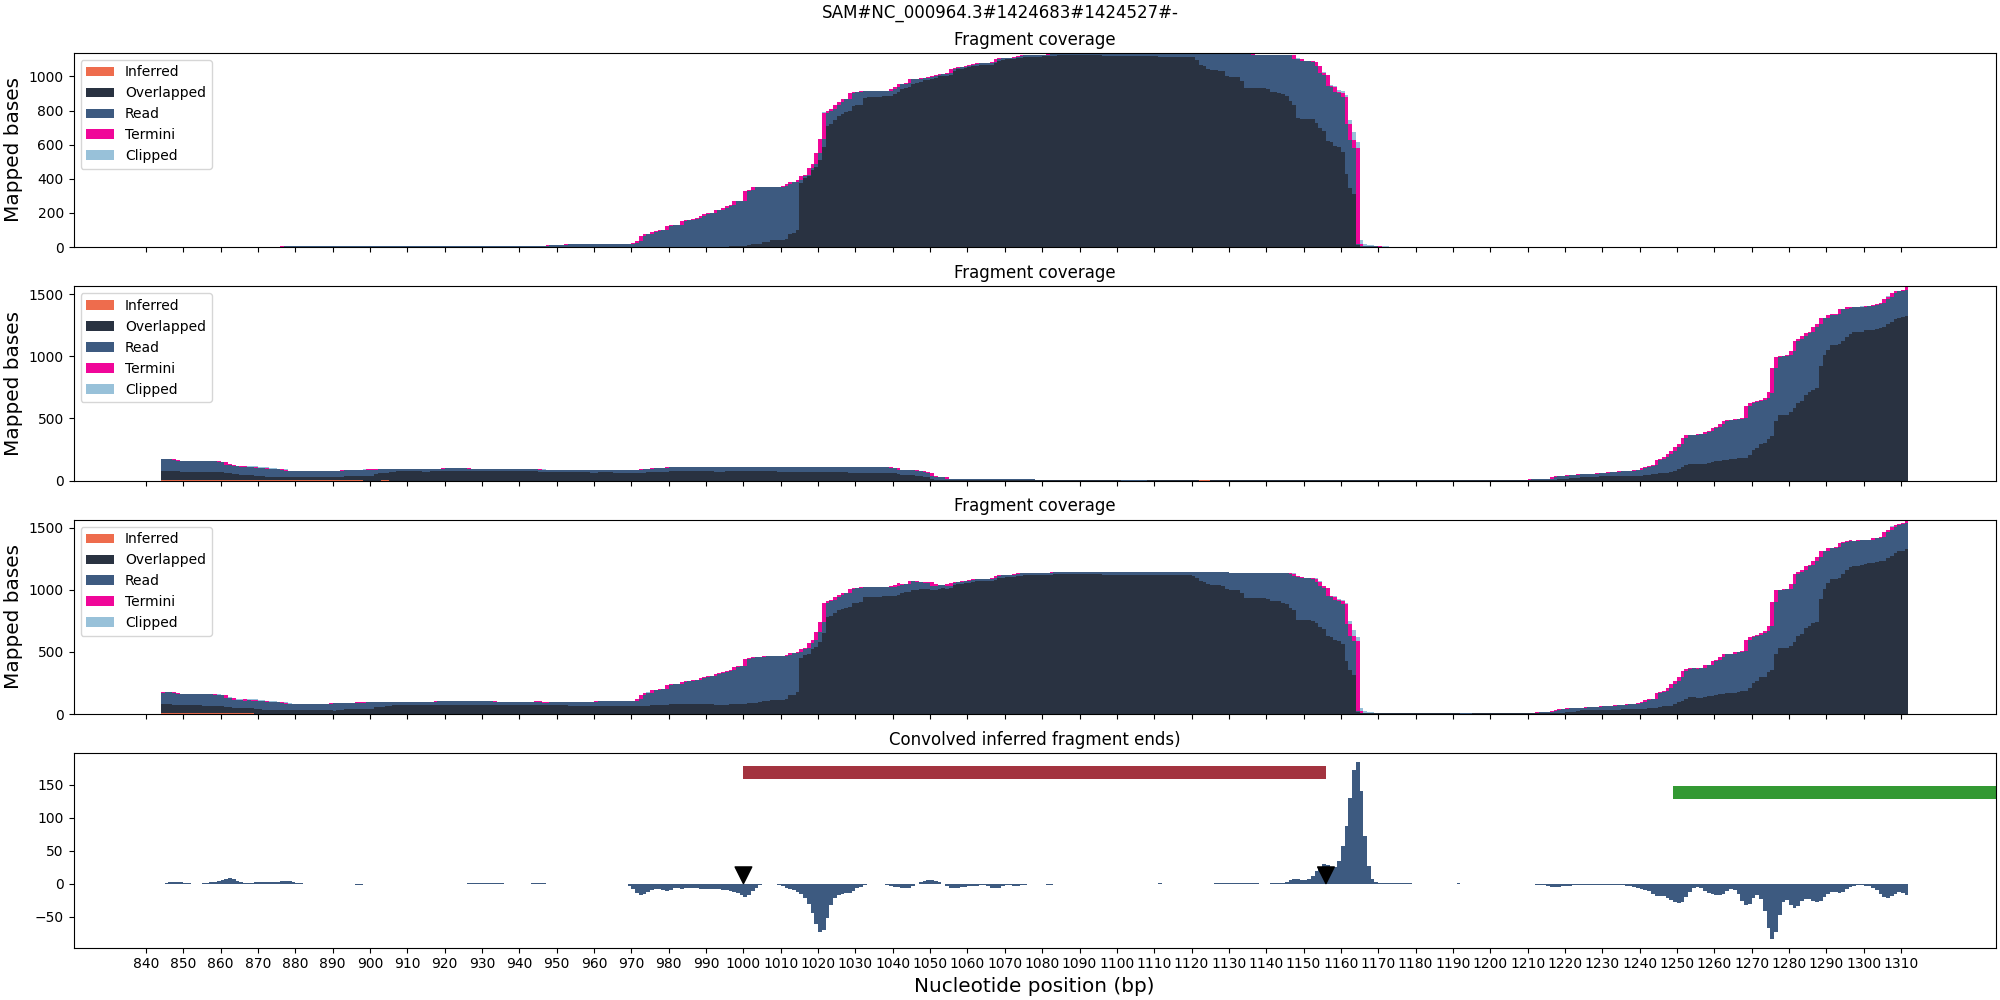 SAM#NC_000964.3#1424683#1424527#-
Fragment coverage
Mapped bases
1000
800
600
400
200
0
Inferred
Overlapped
Read
Termini
Clipped
Fragment coverage
Mapped bases
1500
1000
500
0
Inferred
Overlapped
Read
Termini
Clipped
Fragment coverage
Mapped bases
1500
1000
500
0
Inferred
Overlapped
Read
Termini
Clipped
Convolved inferred fragment ends)
150
100
50
0
−50
840 850 860 870 880 890 900 910 920 930 940 950 960 970 980 990 1000 1010 1020 1030 1040 1050 1060 1070 1080 1090 1100 1110 1120 1130 1140 1150 1160 1170 1180 1190 1200 1210 1220 1230 1240 1250 1260 1270 1280 1290 1300 1310
Nucleotide position (bp)